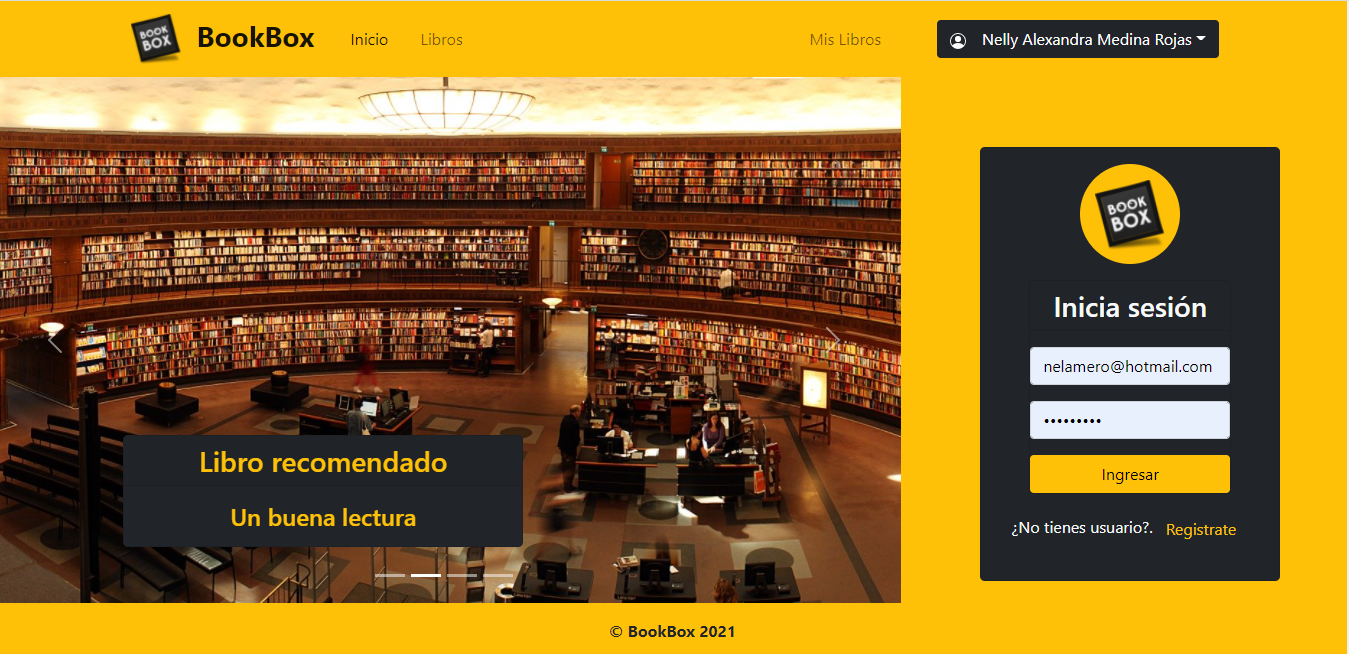 BOOK
BOX
BookBox
Inicio
Libros
Mis Libros
Nelly Alexandra Medina Rojas
BOOK
BOX
Inicia sesión
nelamero@hotmail.com
•••••••••
Ingresar
¿No tienes usuario?. Registrate
Libro recomendado
Un buena lectura
© BookBox 2021